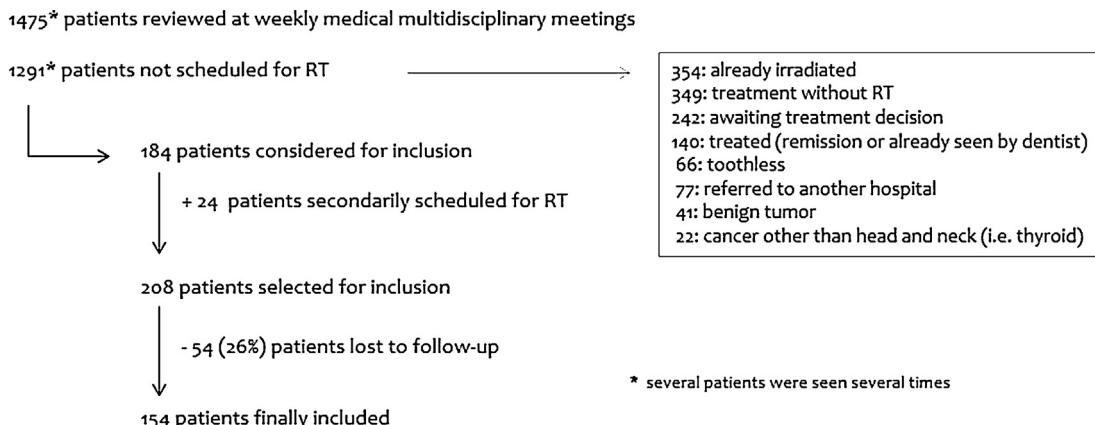 1475* patients reviewed at weekly medical multidisciplinary meetings
1291* patients not scheduled for RT
354: already irradiated
349: treatment without RT
242: awaiting treatment decision
140: treated (remission or already seen by dentist)
66: toothless
77: referred to another hospital
41: benign tumor
22: cancer other than head and neck (i.e. thyroid)
184 patients considered for inclusion
+ 24 patients secondarily scheduled for RT
208 patients selected for inclusion
- 54 (26%) patients lost to follow-up
* several patients were seen several times
154 patients finally included